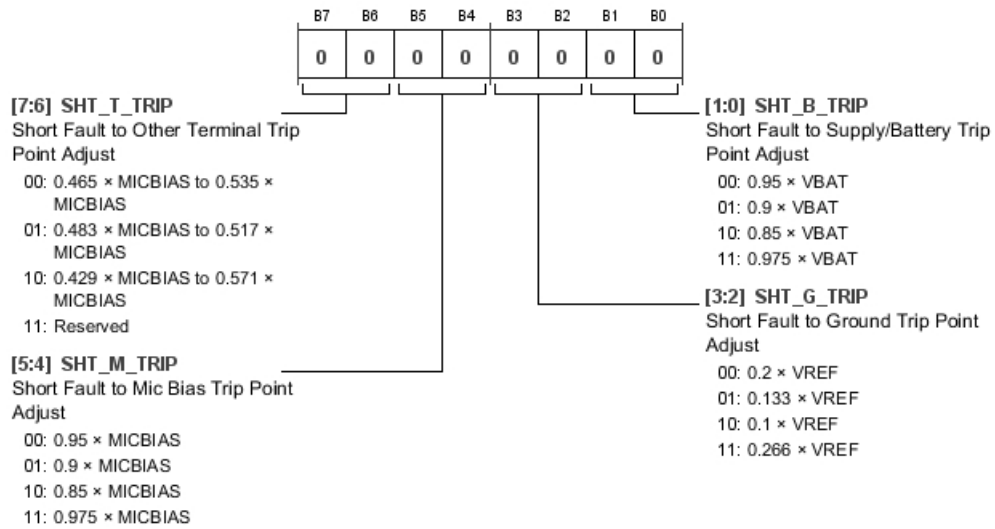 B7 B6 B5 B4 B3 B2 B1 B0
0 0 0 0 0 0 0 0
[7:6] SHT_T_TRIP
Short Fault to Other Terminal Trip
Point Adjust
00: 0.465 × MICBIAS to 0.535 ×
MICBIAS
01: 0.483 × MICBIAS to 0.517 ×
MICBIAS
10: 0.429 × MICBIAS to 0.571 ×
MICBIAS
11: Reserved
[5:4] SHT_M_TRIP
Short Fault to Mic Bias Trip Point
Adjust
00: 0.95 × MICBIAS
01: 0.9 × MICBIAS
10: 0.85 × MICBIAS
11: 0.975 × MICBIAS
[1:0] SHT_B_TRIP
Short Fault to Supply/Battery Trip
Point Adjust
00: 0.95 × VBAT
01: 0.9 × VBAT
10: 0.85 × VBAT
11: 0.975 × VBAT
[3:2] SHT_G_TRIP
Short Fault to Ground Trip Point
Adjust
00: 0.2 × VREF
01: 0.133 × VREF
10: 0.1 × VREF
11: 0.266 × VREF